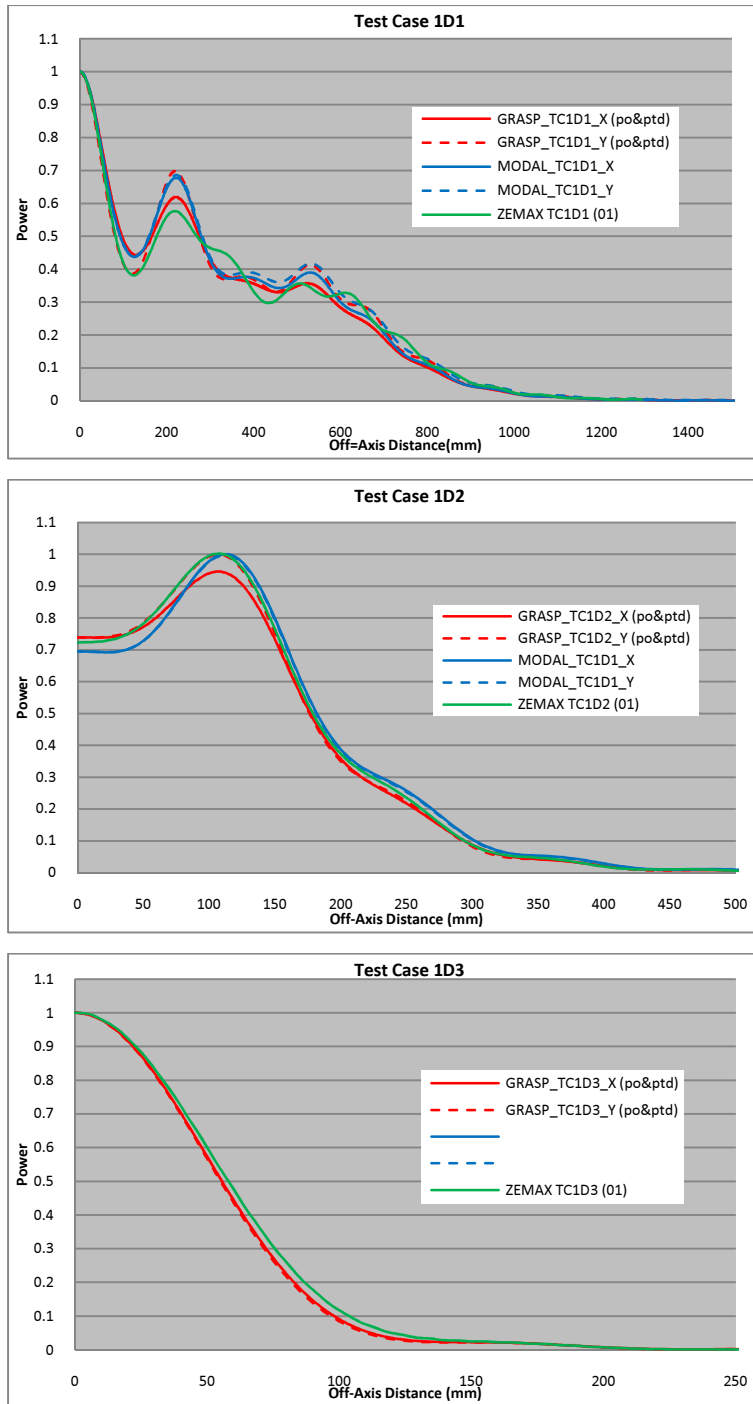 Test Case 1D1
1.1
1
0.9
0.8
0.7
0.6
0.5
0.4
0.3
0.2
0.1
0
Power
GRASP_TC1D1_X (po&ptd)
GRASP_TC1D1_Y (po&ptd)
MODAL_TC1D1_X
MODAL_TC1D1_Y
ZEMAX TC1D1 (01)
0 200 400 600 800 1000 1200 1400
Off=Axis Distance(mm)
Test Case 1D2
1.1
1
0.9
0.8
0.7
0.6
0.5
0.4
0.3
0.2
0.1
0
Power
GRASP_TC1D2_X (po&ptd)
GRASP_TC1D2_Y (po&ptd)
MODAL_TC1D1_X
MODAL_TC1D1_Y
ZEMAX TC1D2 (01)
0 50 100 150 200 250 300 350 400 450 500
Off-Axis Distance (mm)
Test Case 1D3
1.1
1
0.9
0.8
0.7
0.6
0.5
0.4
0.3
0.2
0.1
0
Power
GRASP_TC1D3_X (po&ptd)
GRASP_TC1D3_Y (po&ptd)
ZEMAX TC1D3 (01)
0 50 100 150 200 250
Off-Axis Distance (mm)